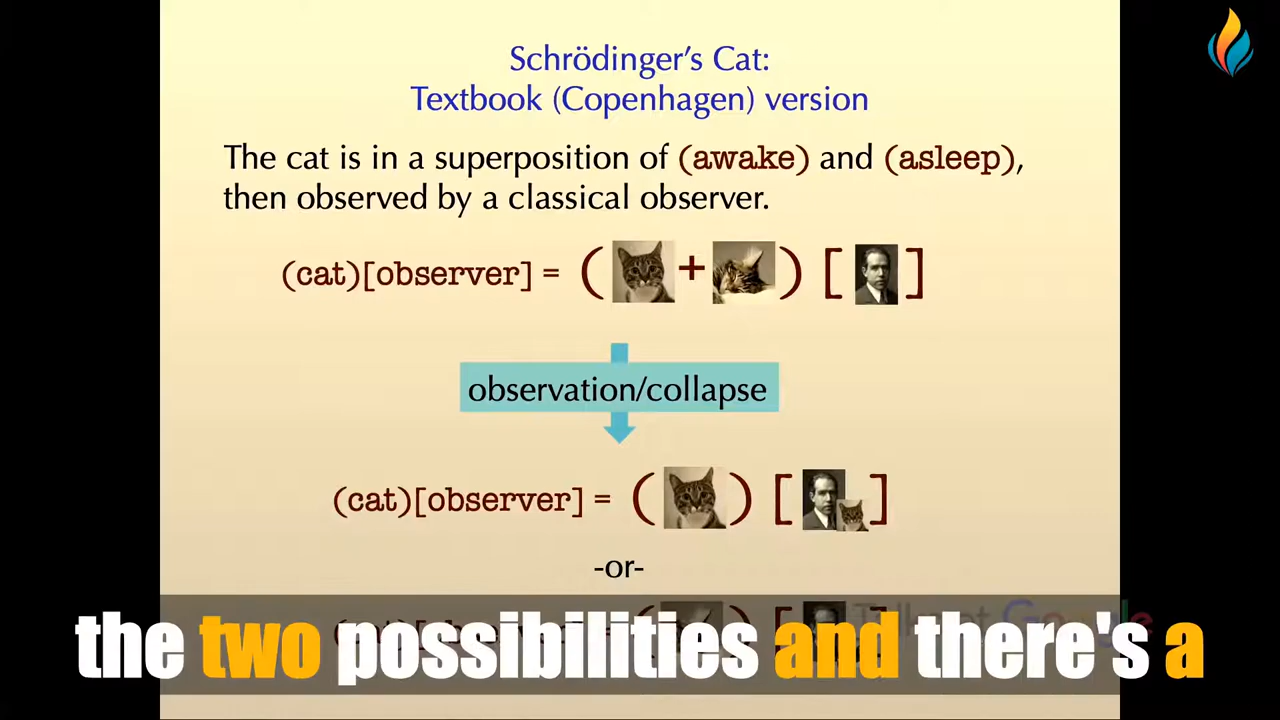 Schrödinger's Cat:
Textbook (Copenhagen) version
The cat is in a superposition of (awake) and (asleep),
then observed by a classical observer.
(cat)[observer] = ( + ) [ ]
observation/collapse
(cat)[observer] = ( ) [ ]
-or-
the two possibilities and there's a